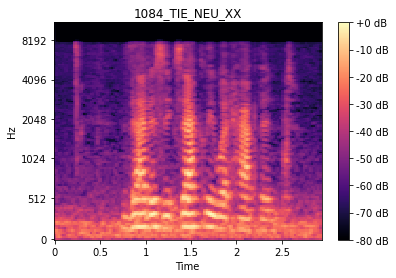 1084_TIE_NEU_XX
+0 dB
8192
-10 dB
4096
-20 dB
-30 dB
2048
Hz
-40 dB
1024
-50 dB
512
-60 dB
-70 dB
0
-80 dB
0 0.5 1 1.5 2 2.5
Time